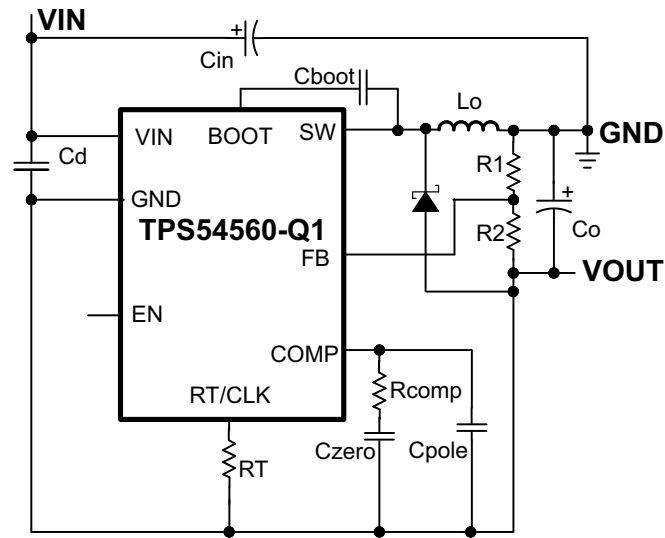 VIN
+
Cin
Cboot
Lo
GND
VIN
BOOT
SW
Cd
R1
+
GND
TPS54560-Q1
R2
Co
FB
VOUT
EN
COMP
Rcomp
RT/CLK
Czero
Cpole
RT